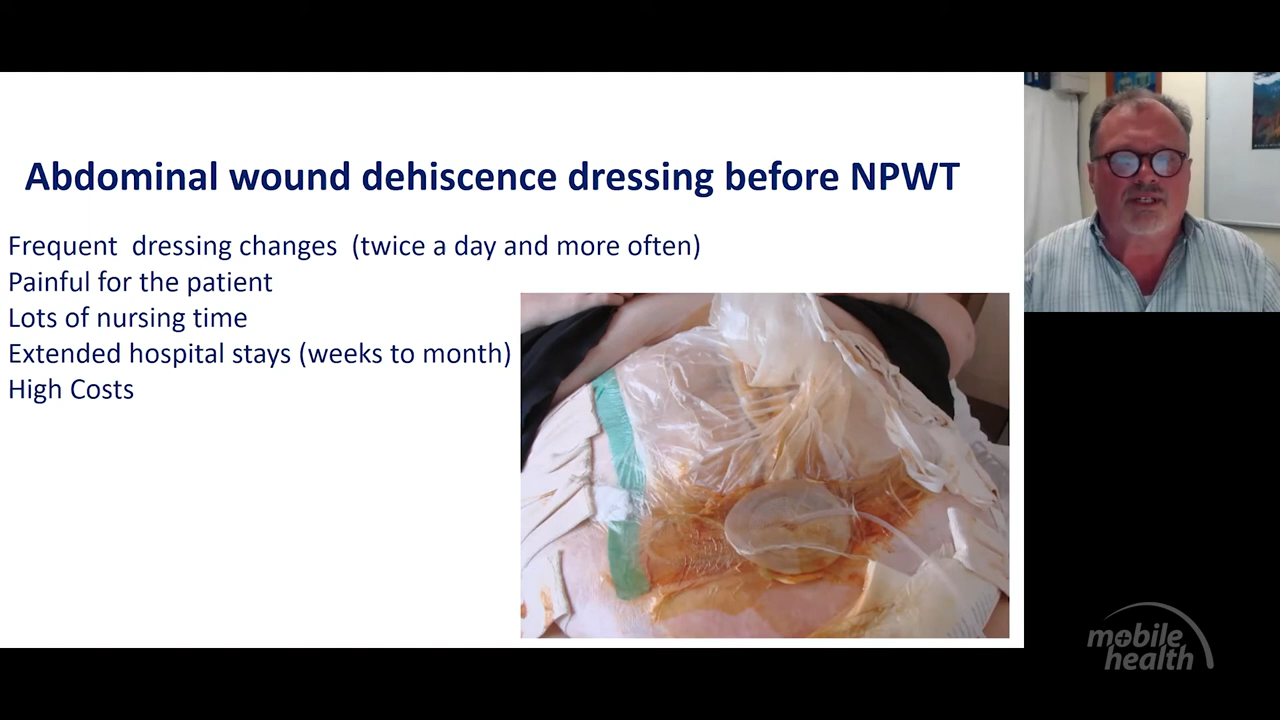 Abdominal wound dehiscence dressing before NPWT
Frequent  dressing changes  (twice a day and more often)
Painful for the patient
Lots of nursing time
Extended hospital stays (weeks to month)
High Costs
mobile
health